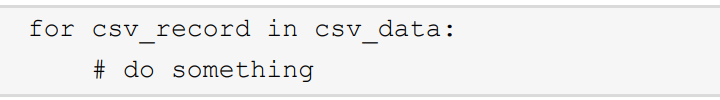 for csv_record in csv_data:
    # do something